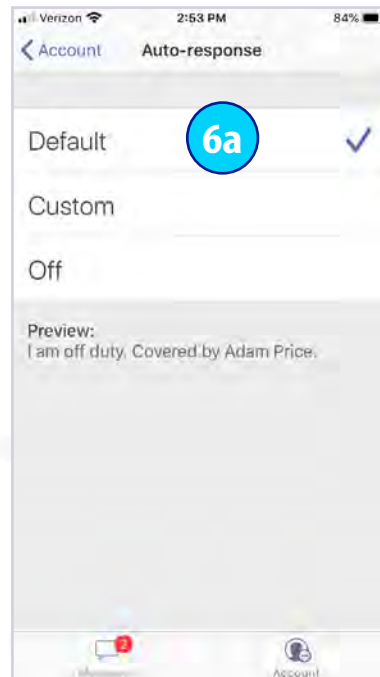 Verizon 2:53 PM 84%
Account Auto-response
Default 6a
Custom
Off
Preview:
I am off duty. Covered by Adam Price.
2
Account